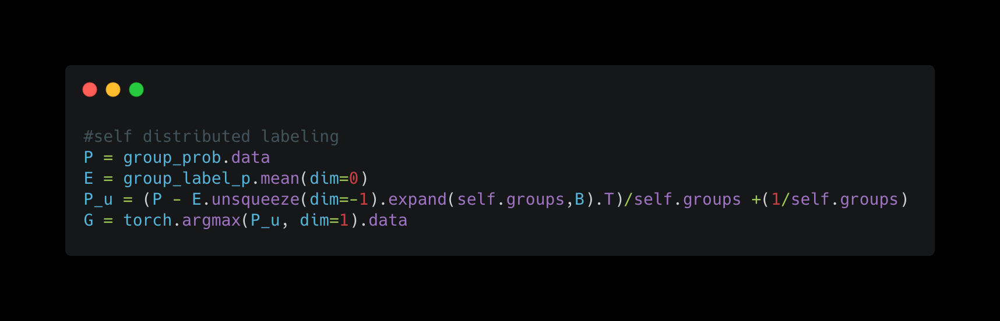 #self distributed labeling
P = group_prob.data
E = group_label_p.mean(dim=0)
P_u = (P - E.unsqueeze(dim=-1).expand(self.groups,B).T)/self.groups +(1/self.groups)
G = torch.argmax(P_u, dim=1).data